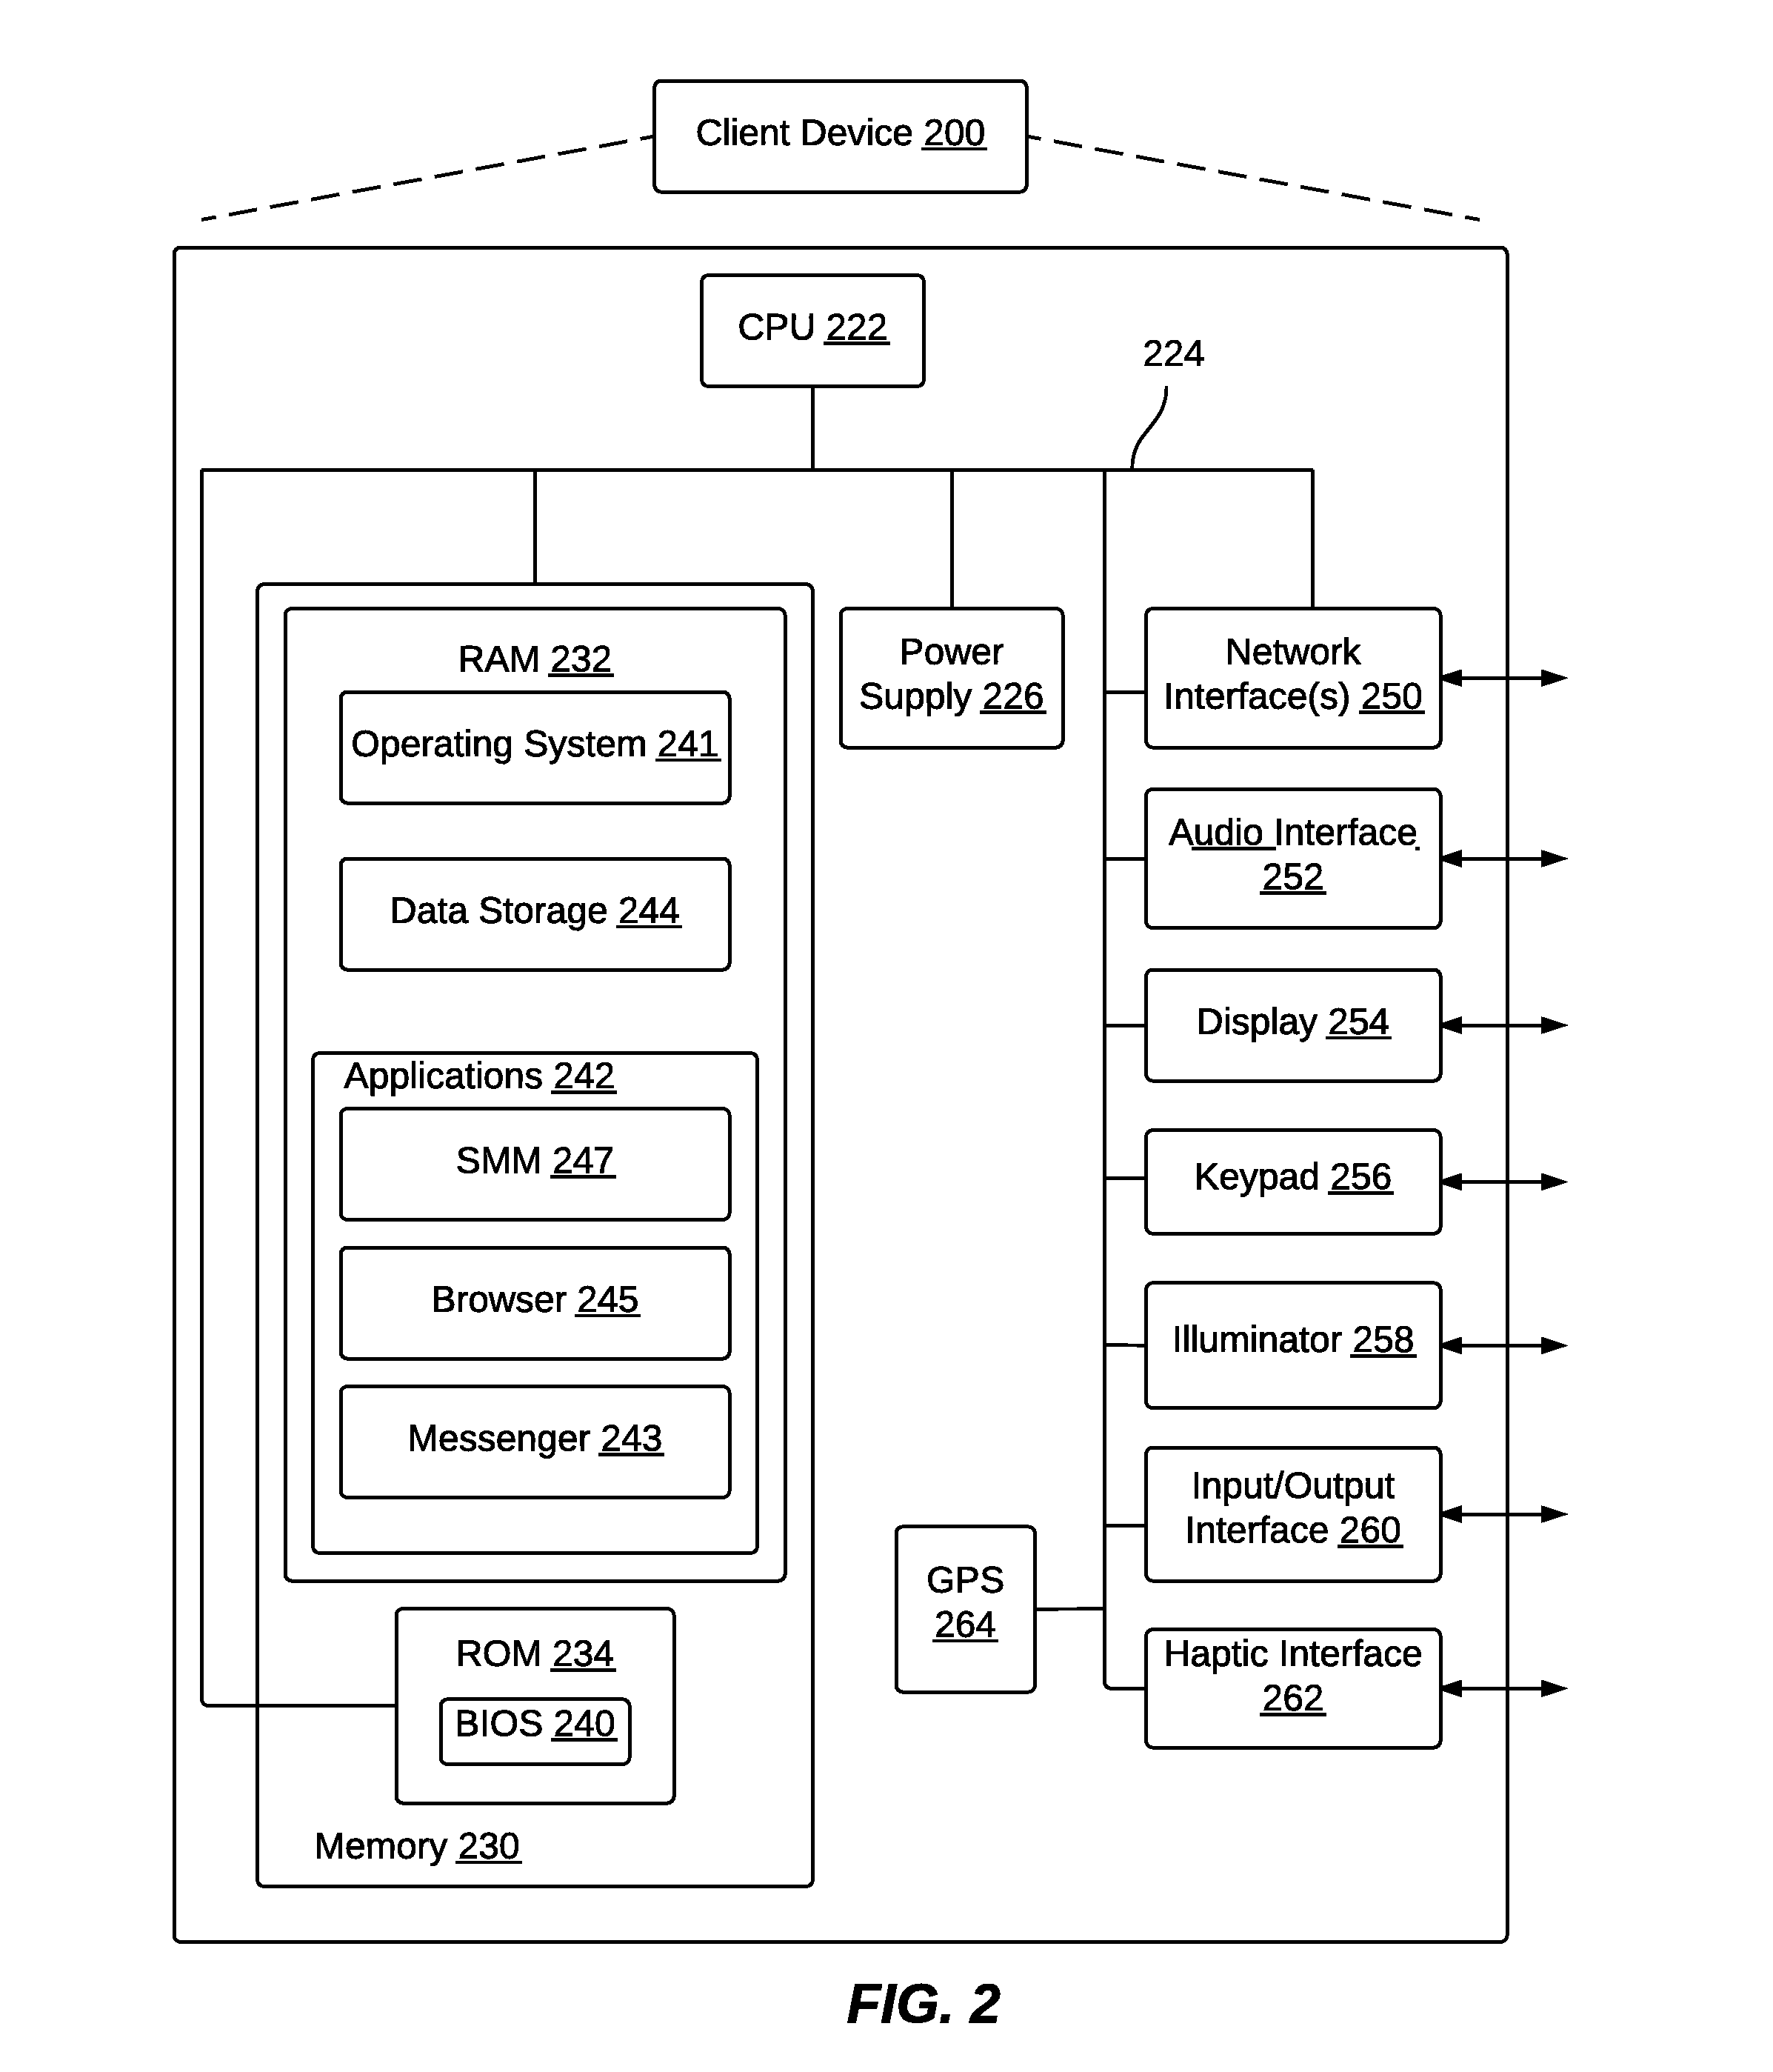 Client Device 200
CPU 222
224
RAM 232
Operating System 241
Data Storage 244
Applications 242
SMM 247
Browser 245
Messenger 243
ROM 234
BIOS 240
Memory 230
Power
Supply 226
GPS
264
Network
Interface(s) 250
Audio Interface
252
Display 254
Keypad 256
Illuminator 258
Input/Output
Interface 260
Haptic Interface
262
FIG. 2